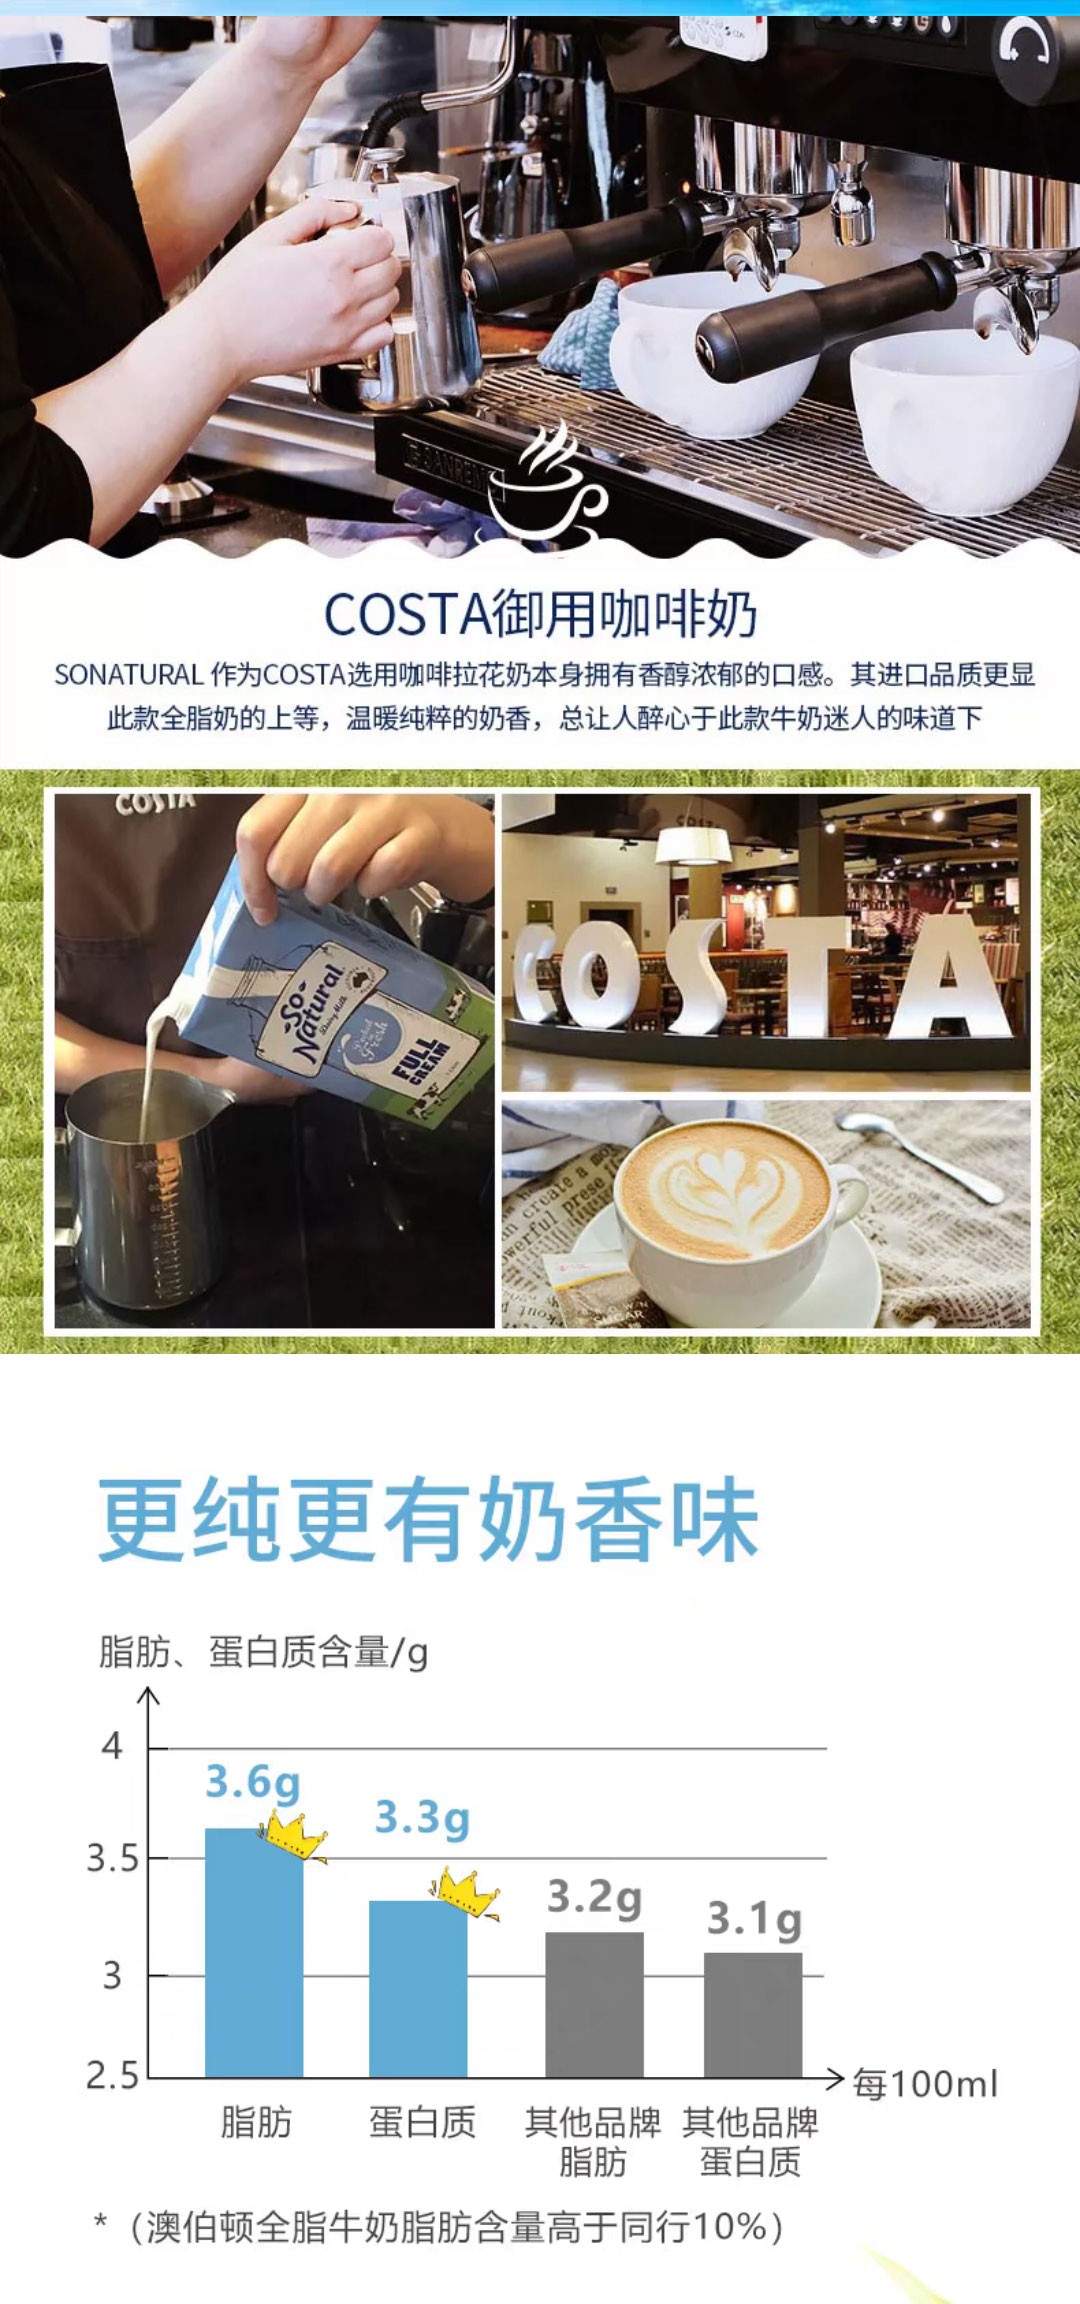 COSTA御用咖啡奶
SONATURAL 作为COSTA选用咖啡拉花奶本身拥有香醇浓郁的口感。其进口品质更显
此款全脂奶的上等，温暖纯粹的奶香，总让人醉心于此款牛奶迷人的味道下
COSTA
So
Natural
Dairy Milk
FULL
CREAM
COSTA
更纯更有奶香味
脂肪、蛋白质含量/g
4
3.6g
3.3g
3.5
3.2g
3.1g
3
2.5
每100ml
脂肪 蛋白质 其他品牌 其他品牌
脂肪 蛋白质
*（澳伯顿全脂牛奶脂肪含量高于同行10%）